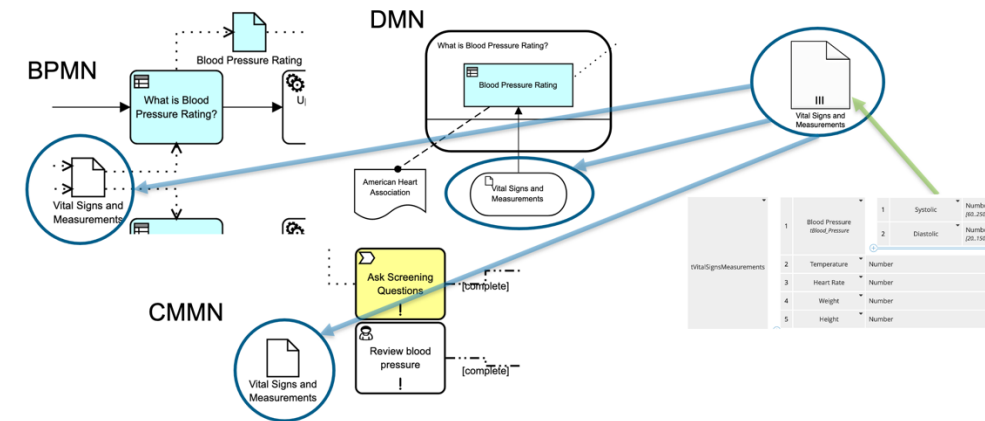 DMN
BPMN
CMMN
Blood Pressure Rating
What is Blood
Pressure Rating?
Vital Signs and
Measurements
What is Blood Pressure Rating?
Blood Pressure Rating
American Heart
Association
Vital Signs and
Measurements
Vital Signs and
Measurements
Ask Screening
Questions
!
[complete]
Review blood
pressure
!
[complete]
Vital Signs and
Measurements
tVitalSignsMeasurements
1
Blood Pressure
tBlood_Pressure
1
Systolic
2
Diastolic
2
Temperature
Number
3
Heart Rate
Number
4
Weight
Number
5
Height
Number